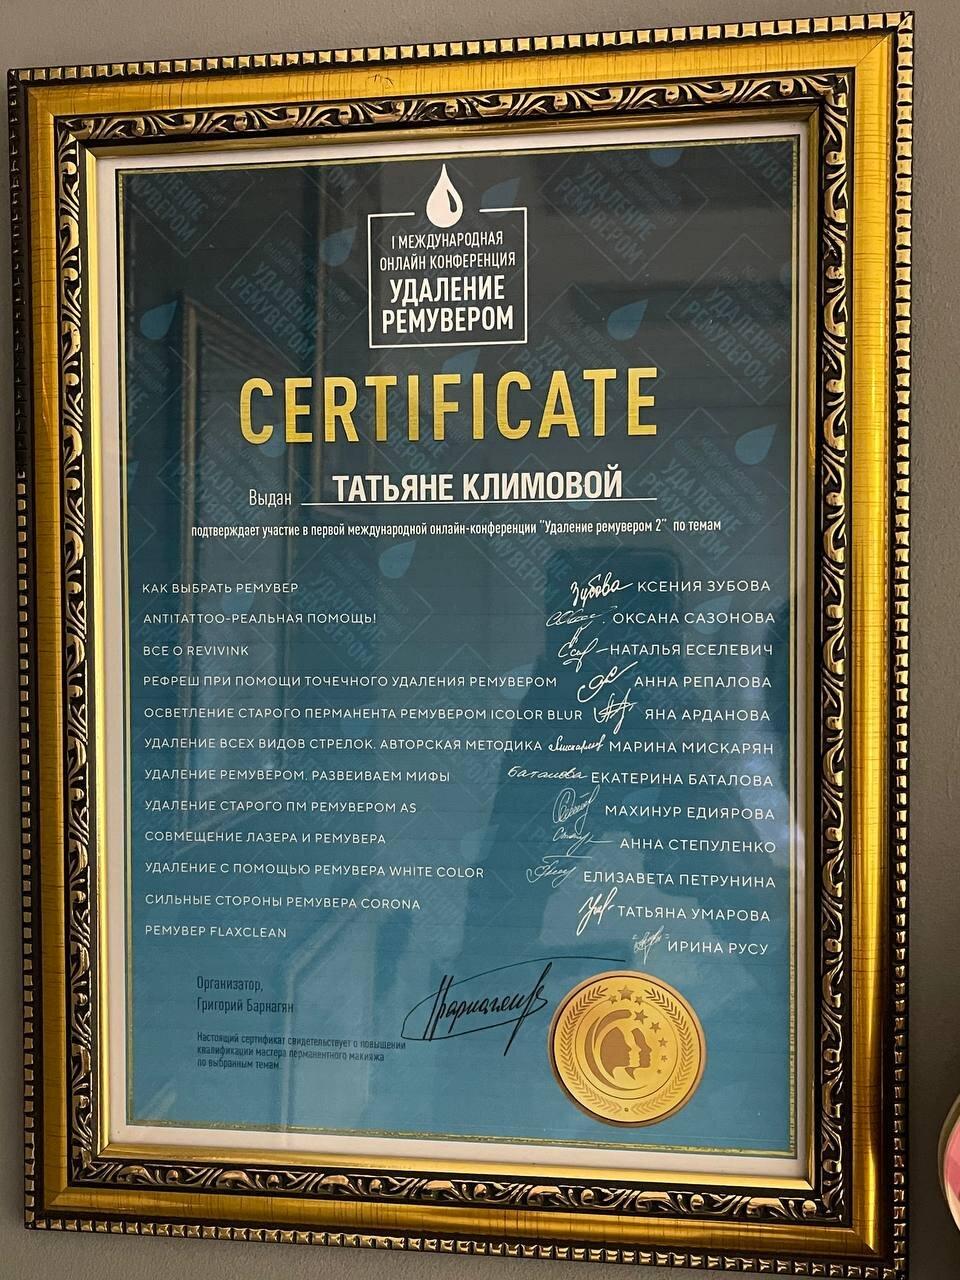 I МЕЖДУНАРОДНАЯ
ОНЛАЙН КОНФЕРЕНЦИЯ
УДАЛЕНИЕ
РЕМУВЕРОМ
CERTIFICATE
Выдан ТАТЬЯНЕ КЛИМОВОЙ
подтверждает участие в первой международной онлайн-конференции "Удаление ремувером 2" по темам
КАК ВЫБРАТЬ РЕМУВЕР Зубова КСЕНИЯ ЗУБОВА
ANTITATTOO-РЕАЛЬНАЯ ПОМОЩЬ! ОКСАНА САЗОНОВА
ВСЕ О REVIVINK НАТАЛЬЯ ЕСЕЛЕВИЧ
РЕФРЕШ ПРИ ПОМОЩИ ТОЧЕЧНОГО УДАЛЕНИЯ РЕМУВЕРОМ АННА РЕПАЛОВА
ОСВЕТЛЕНИЕ СТАРОГО ПЕРМАНЕНТА РЕМУВЕРОМ ICOLOR BLUR ЯНА АРДАНОВА
УДАЛЕНИЕ ВСЕХ ВИДОВ СТРЕЛОК. АВТОРСКАЯ МЕТОДИКА МАРИНА МИСКАРЯН
УДАЛЕНИЕ РЕМУВЕРОМ. РАЗВЕИВАЕМ МИФЫ Баталова ЕКАТЕРИНА БАТАЛОВА
УДАЛЕНИЕ СТАРОГО ПМ РЕМУВЕРОМ AS МАХИНУР ЕДИЯРОВА
СОВМЕЩЕНИЕ ЛАЗЕРА И РЕМУВЕРА АННА СТЕПУЛЕНКО
УДАЛЕНИЕ С ПОМОЩЬЮ РЕМУВЕРА WHITE COLOR ЕЛИЗАВЕТА ПЕТРУНИНА
СИЛЬНЫЕ СТОРОНЫ РЕМУВЕРА CORONA ТАТЬЯНА УМАРОВА
РЕМУВЕР FLAXCLEAN ИРИНА РУСУ
Организатор,
Григорий Барнагян
Настоящий сертификат свидетельствует о повышении
квалификации мастера перманентного макияжа
по выбранным темам.